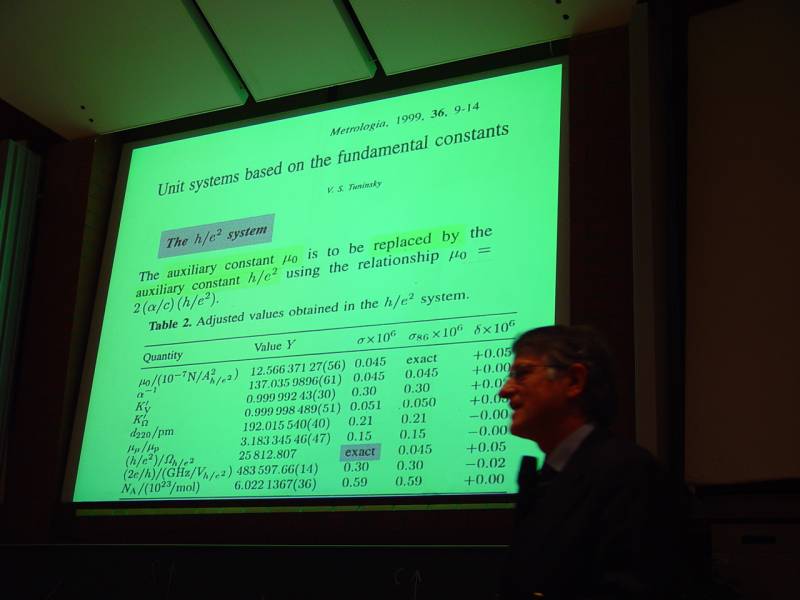 Metrologia, 1999, 36, 9-14
Unit systems based on the fundamental constants
V. S. Tuninsky
The h/e² system
The auxiliary constant μ₀ is to be replaced by the
auxiliary constant h/e² using the relationship μ₀ =
2(α/c)(h/e²).
Table 2. Adjusted values obtained in the h/e² system.
Quantity Value Y σ×10⁶ σ₈₆×10⁶ δ×10⁶
μ₀/(10⁻⁷N/A²ₕ/ₑ²) 12.566 371 27(56) 0.045 exact +0.05
α⁻¹ 137.035 9896(61) 0.045 0.045 +0.00
K′V 0.999 992 43(30) 0.30 0.30
K′Ω 0.999 998 489(51) 0.051 0.050
d₂₂₀/pm 192.015 540(40) 0.21 0.21 -0.00
μμ/μp 3.183 345 46(47) 0.15 0.15 -0.00
(h/e²)/Ωₕ/ₑ² 25 812.807 exact 0.045 +0.05
(2e/h)/(GHz/Vₕ/ₑ²) 483 597.66(14) 0.30 0.30 -0.02
N_A/(10²³/mol) 6.022 1367(36) 0.59 0.59 +0.00